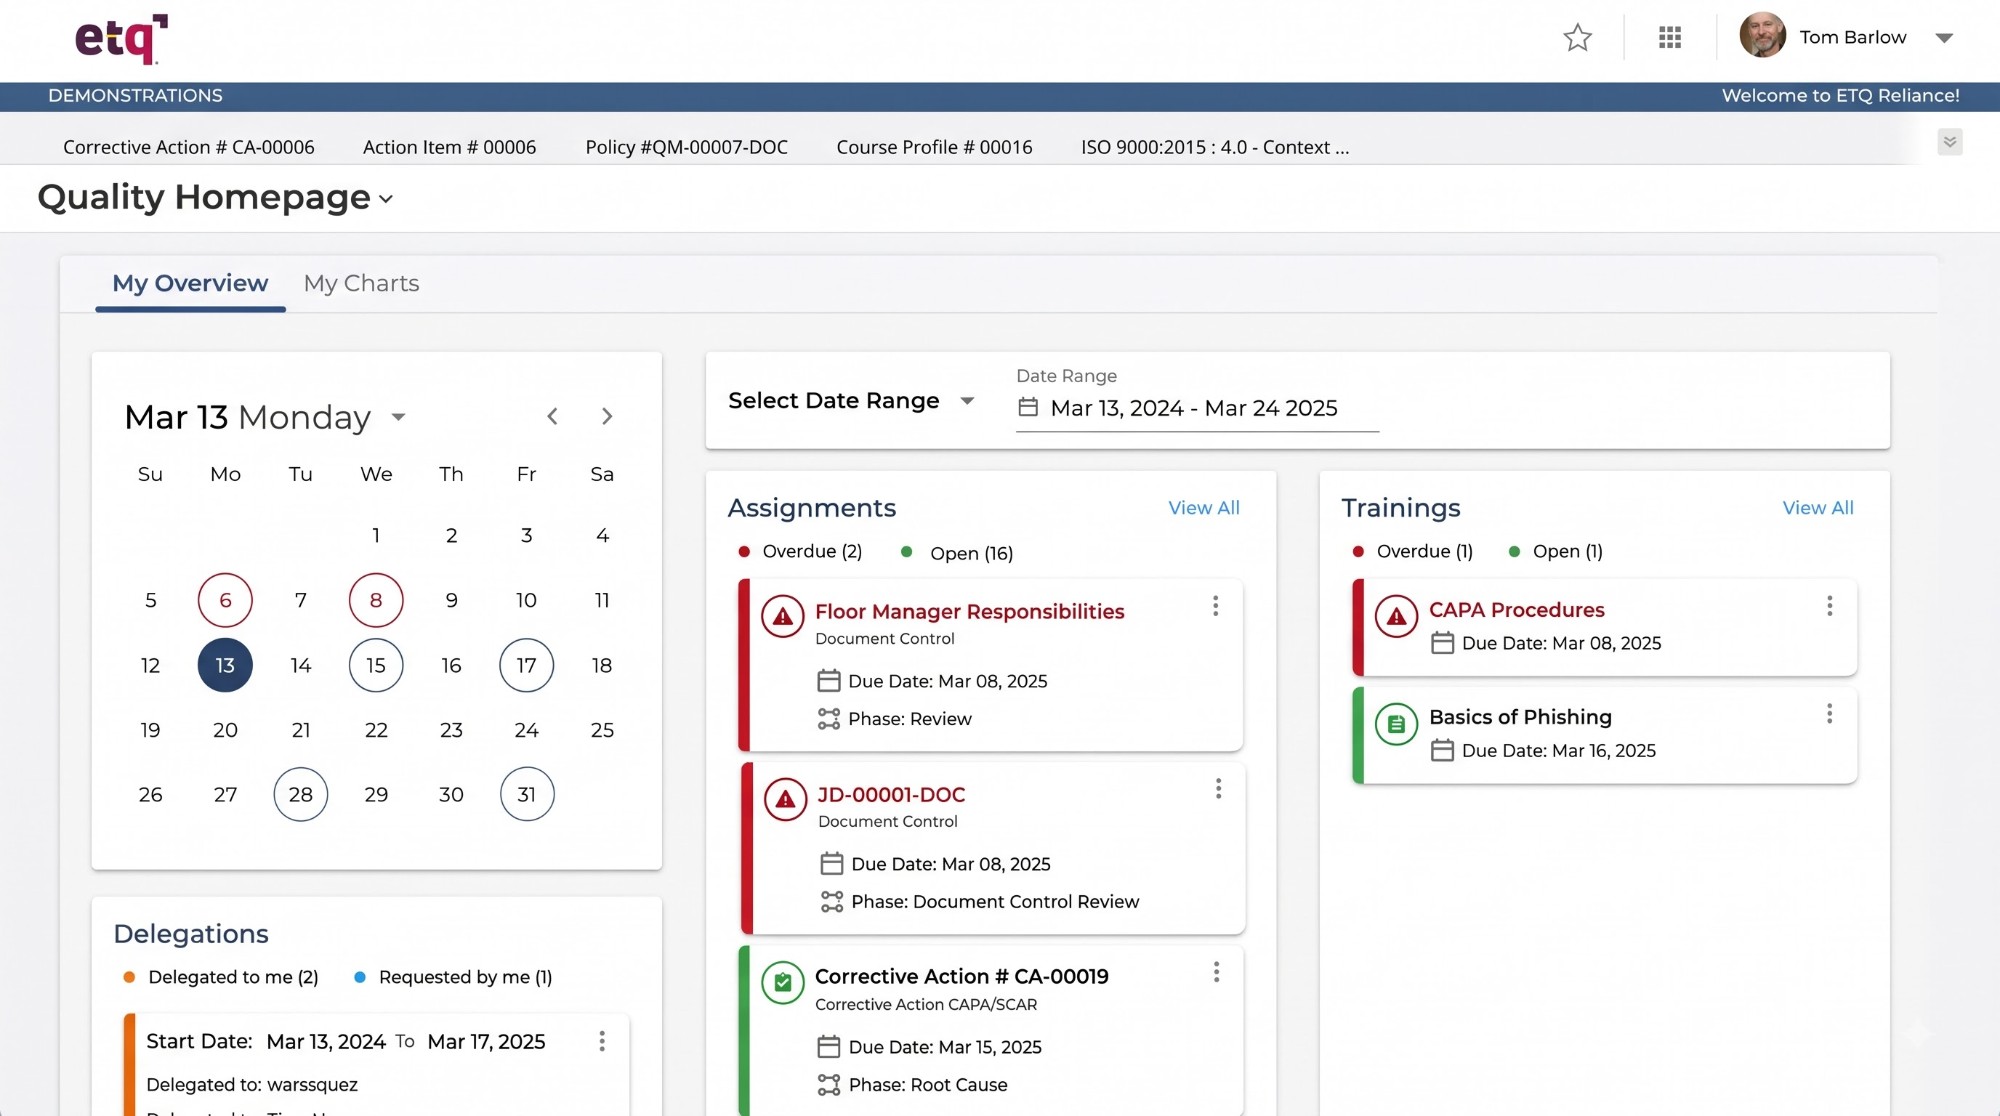 etq
Tom Barlow
DEMONSTRATIONS
Welcome to ETQ Reliance!
Corrective Action # CA-00006
Action Item # 00006
Policy #QM-00007-DOC
Course Profile # 00016
ISO 9000:2015 : 4.0 - Context ...
Quality Homepage
My Overview
My Charts
Mar 13 Monday
Su Mo Tu We Th Fr Sa
1 2 3 4
5 6 7 8 9 10 11
12 13 14 15 16 17 18
19 20 21 22 23 24 25
26 27 28 29 30 31
Delegations
Delegated to me (2)
Requested by me (1)
Start Date: Mar 13, 2024 To Mar 17, 2025
Delegated to: warssquez
Select Date Range
Date Range
Mar 13, 2024 - Mar 24 2025
Assignments
View All
Overdue (2)
Open (16)
Floor Manager Responsibilities
Document Control
Due Date: Mar 08, 2025
Phase: Review
JD-00001-DOC
Document Control
Due Date: Mar 08, 2025
Phase: Document Control Review
Corrective Action # CA-00019
Corrective Action CAPA/SCAR
Due Date: Mar 15, 2025
Phase: Root Cause
Trainings
View All
Overdue (1)
Open (1)
CAPA Procedures
Due Date: Mar 08, 2025
Basics of Phishing
Due Date: Mar 16, 2025